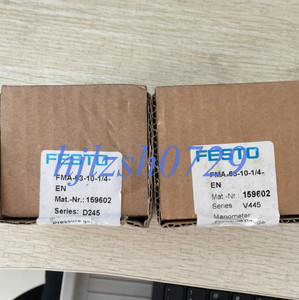 FESTO
FMA-63-10-1/4-
EN
Mat.-Nr.: 159602
Series: D245
FESTO
FMA-63-10-1/4-
EN
Mat.-Nr.: 159602
Series V445
Manometer
hjlzsh0729